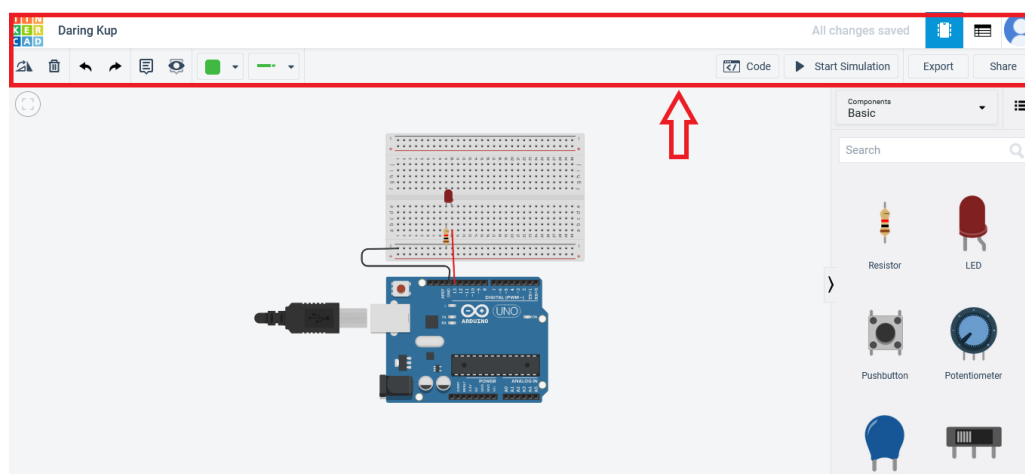 TIN
KER
CAD
Daring Kup
All changes saved
Code
Start Simulation
Export
Share
Components
Basic
Search
Resistor
LED
Pushbutton
Potentiometer
DIGITAL (PWM~)
UNO
ARDUINO
POWER
ANALOG IN